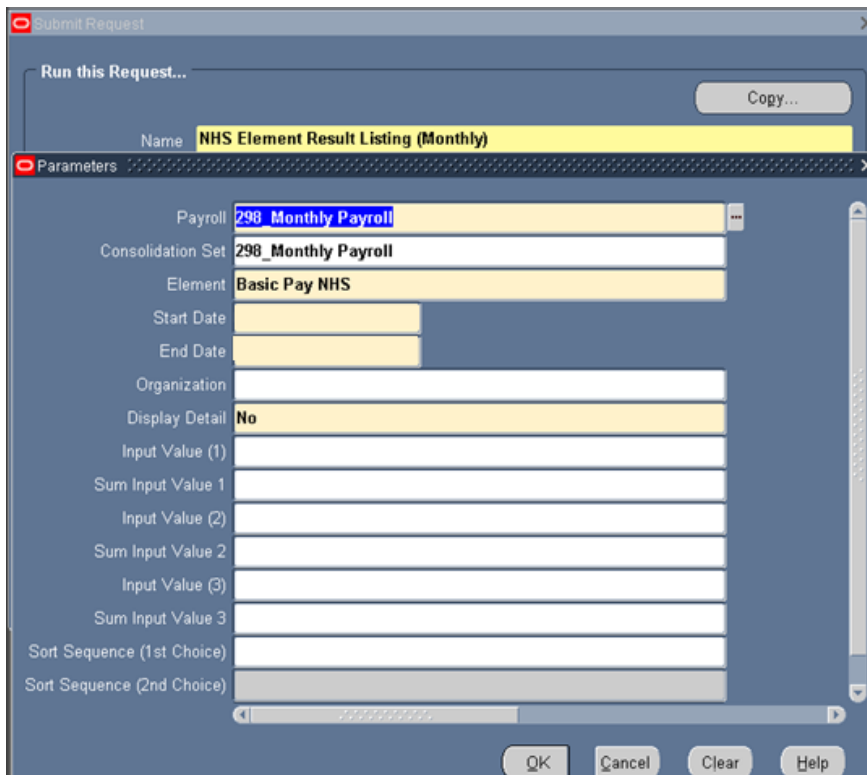 Submit Request
Run this Request...
Copy...
Name NHS Element Result Listing (Monthly)
Parameters
Payroll 298_Monthly Payroll
Consolidation Set 298_Monthly Payroll
Element Basic Pay NHS
Start Date
End Date
Organization
Display Detail No
Input Value (1)
Sum Input Value 1
Input Value (2)
Sum Input Value 2
Input Value (3)
Sum Input Value 3
Sort Sequence (1st Choice)
Sort Sequence (2nd Choice)
OK Cancel Clear Help